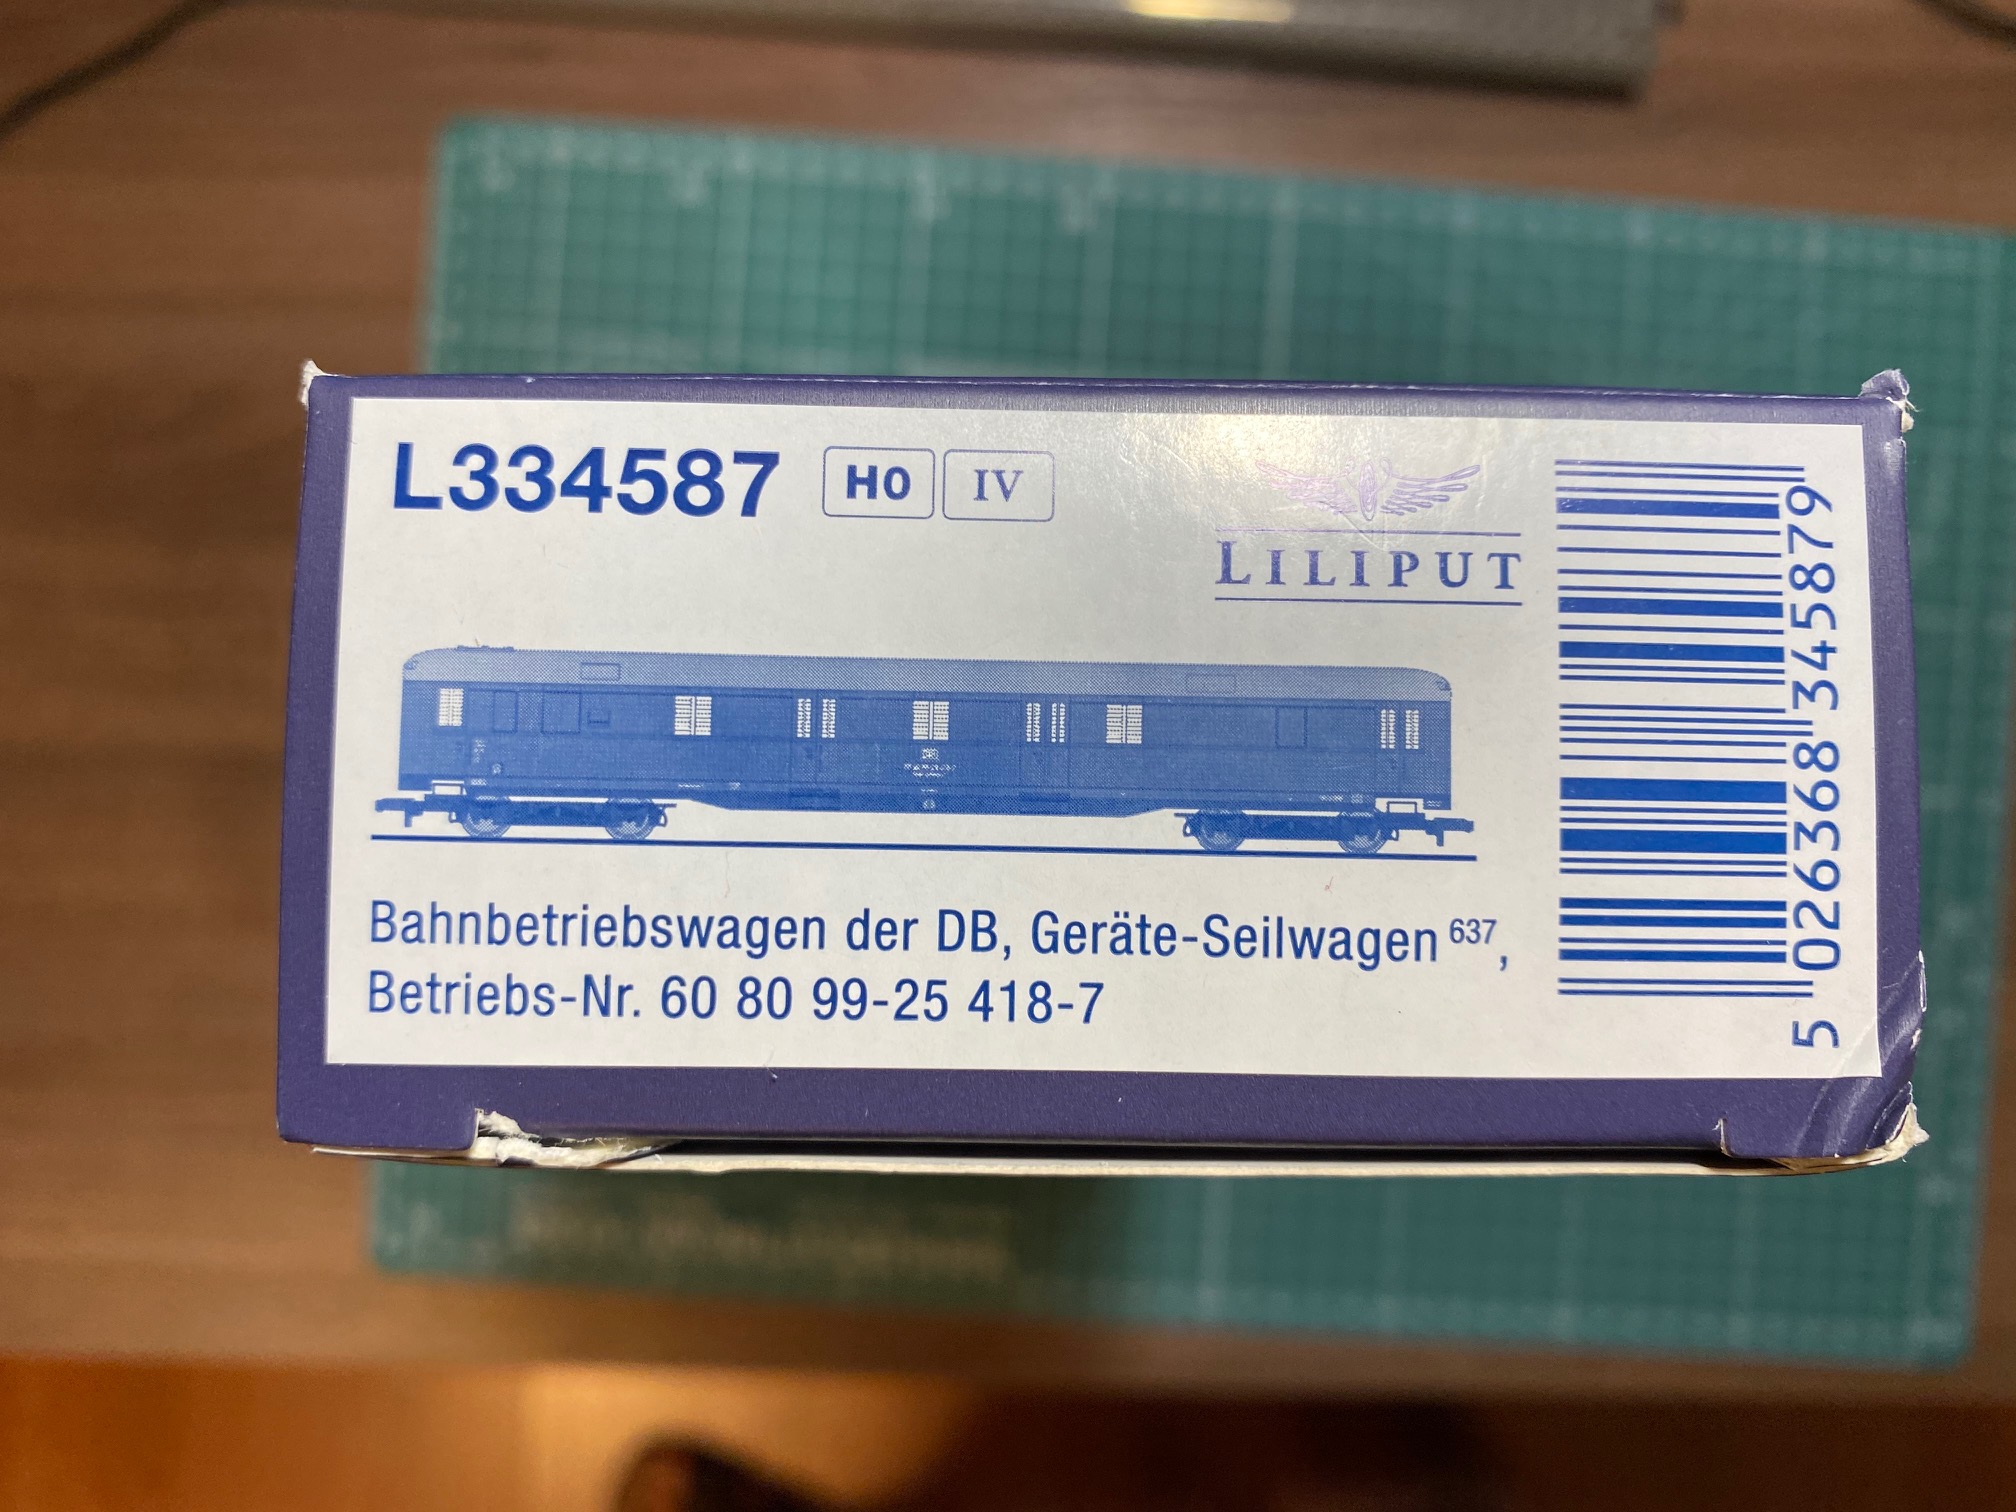 L334587 H0 IV
LILIPUT
Bahnbetriebswagen der DB, Geräte-Seilwagen 637,
Betriebs-Nr. 60 80 99-25 418-7
5 026368 345879